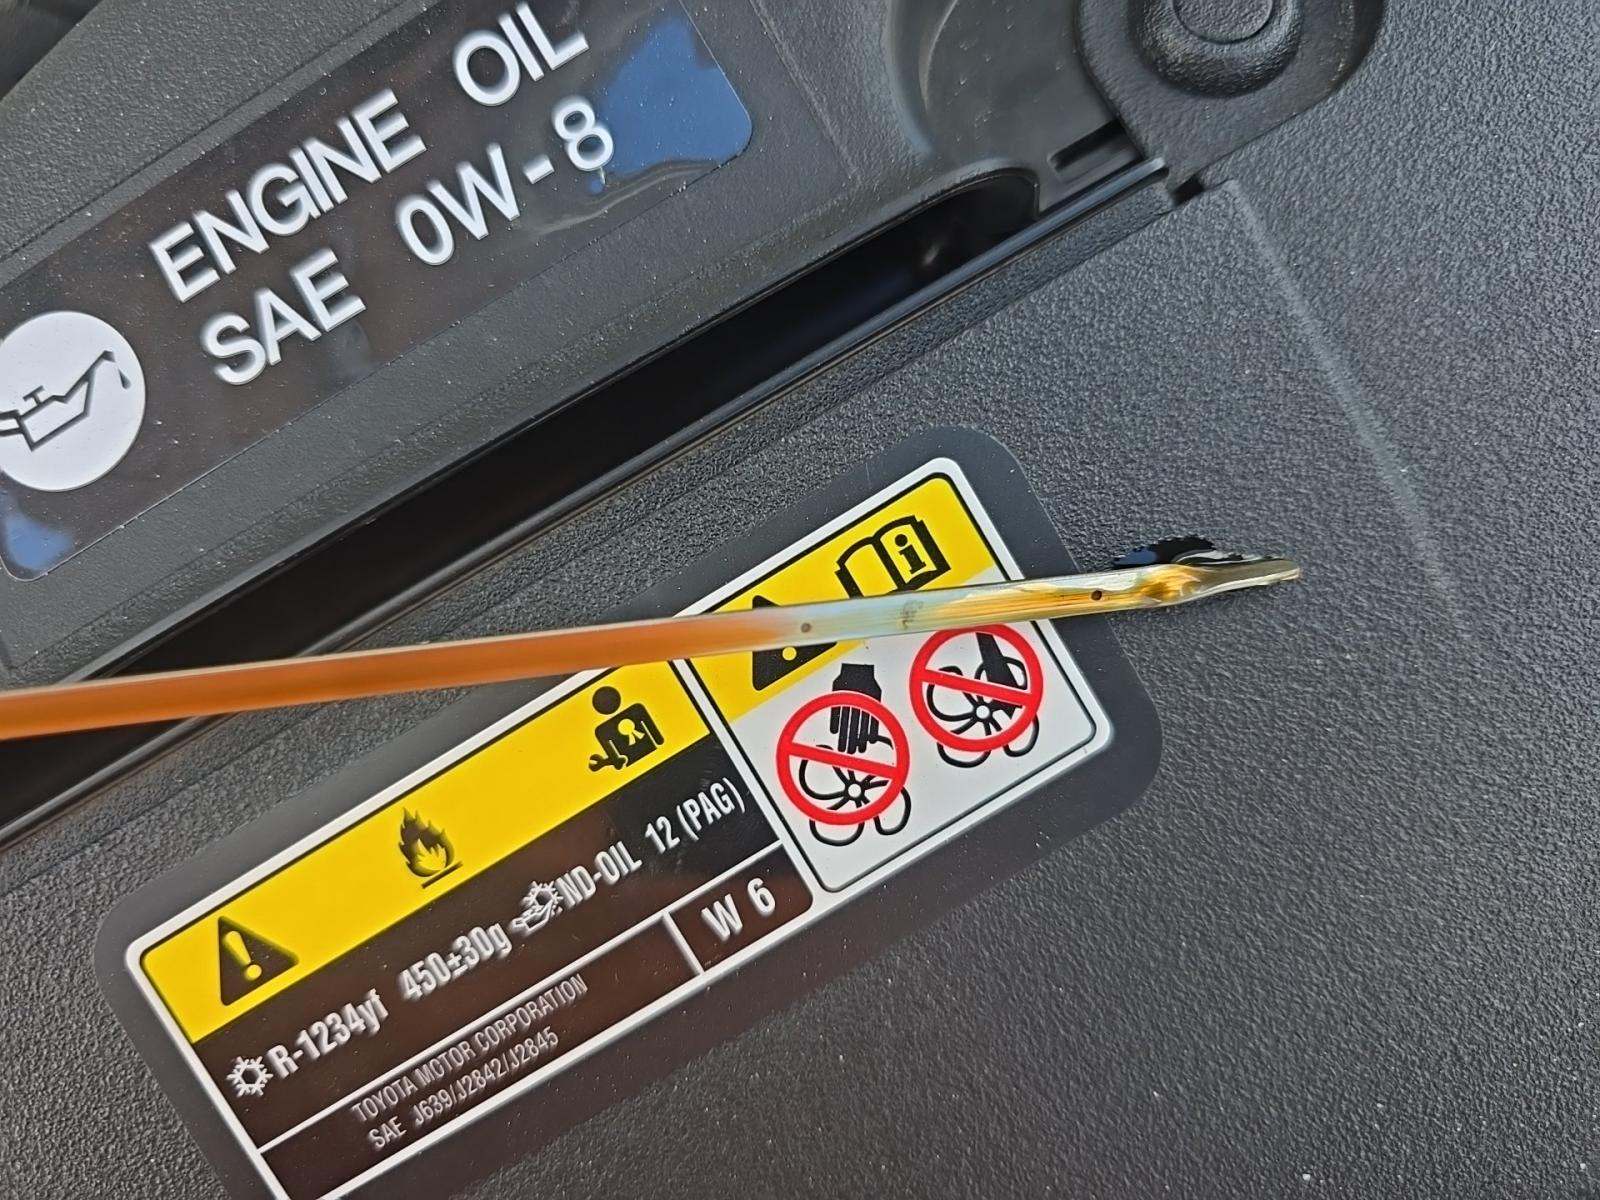 ENGINE OIL
SAE 0W-8
R-1234yf 450±30g ND-OIL 12 (PAG)
W 6
TOYOTA MOTOR CORPORATION
SAE J639/J2842/J2845